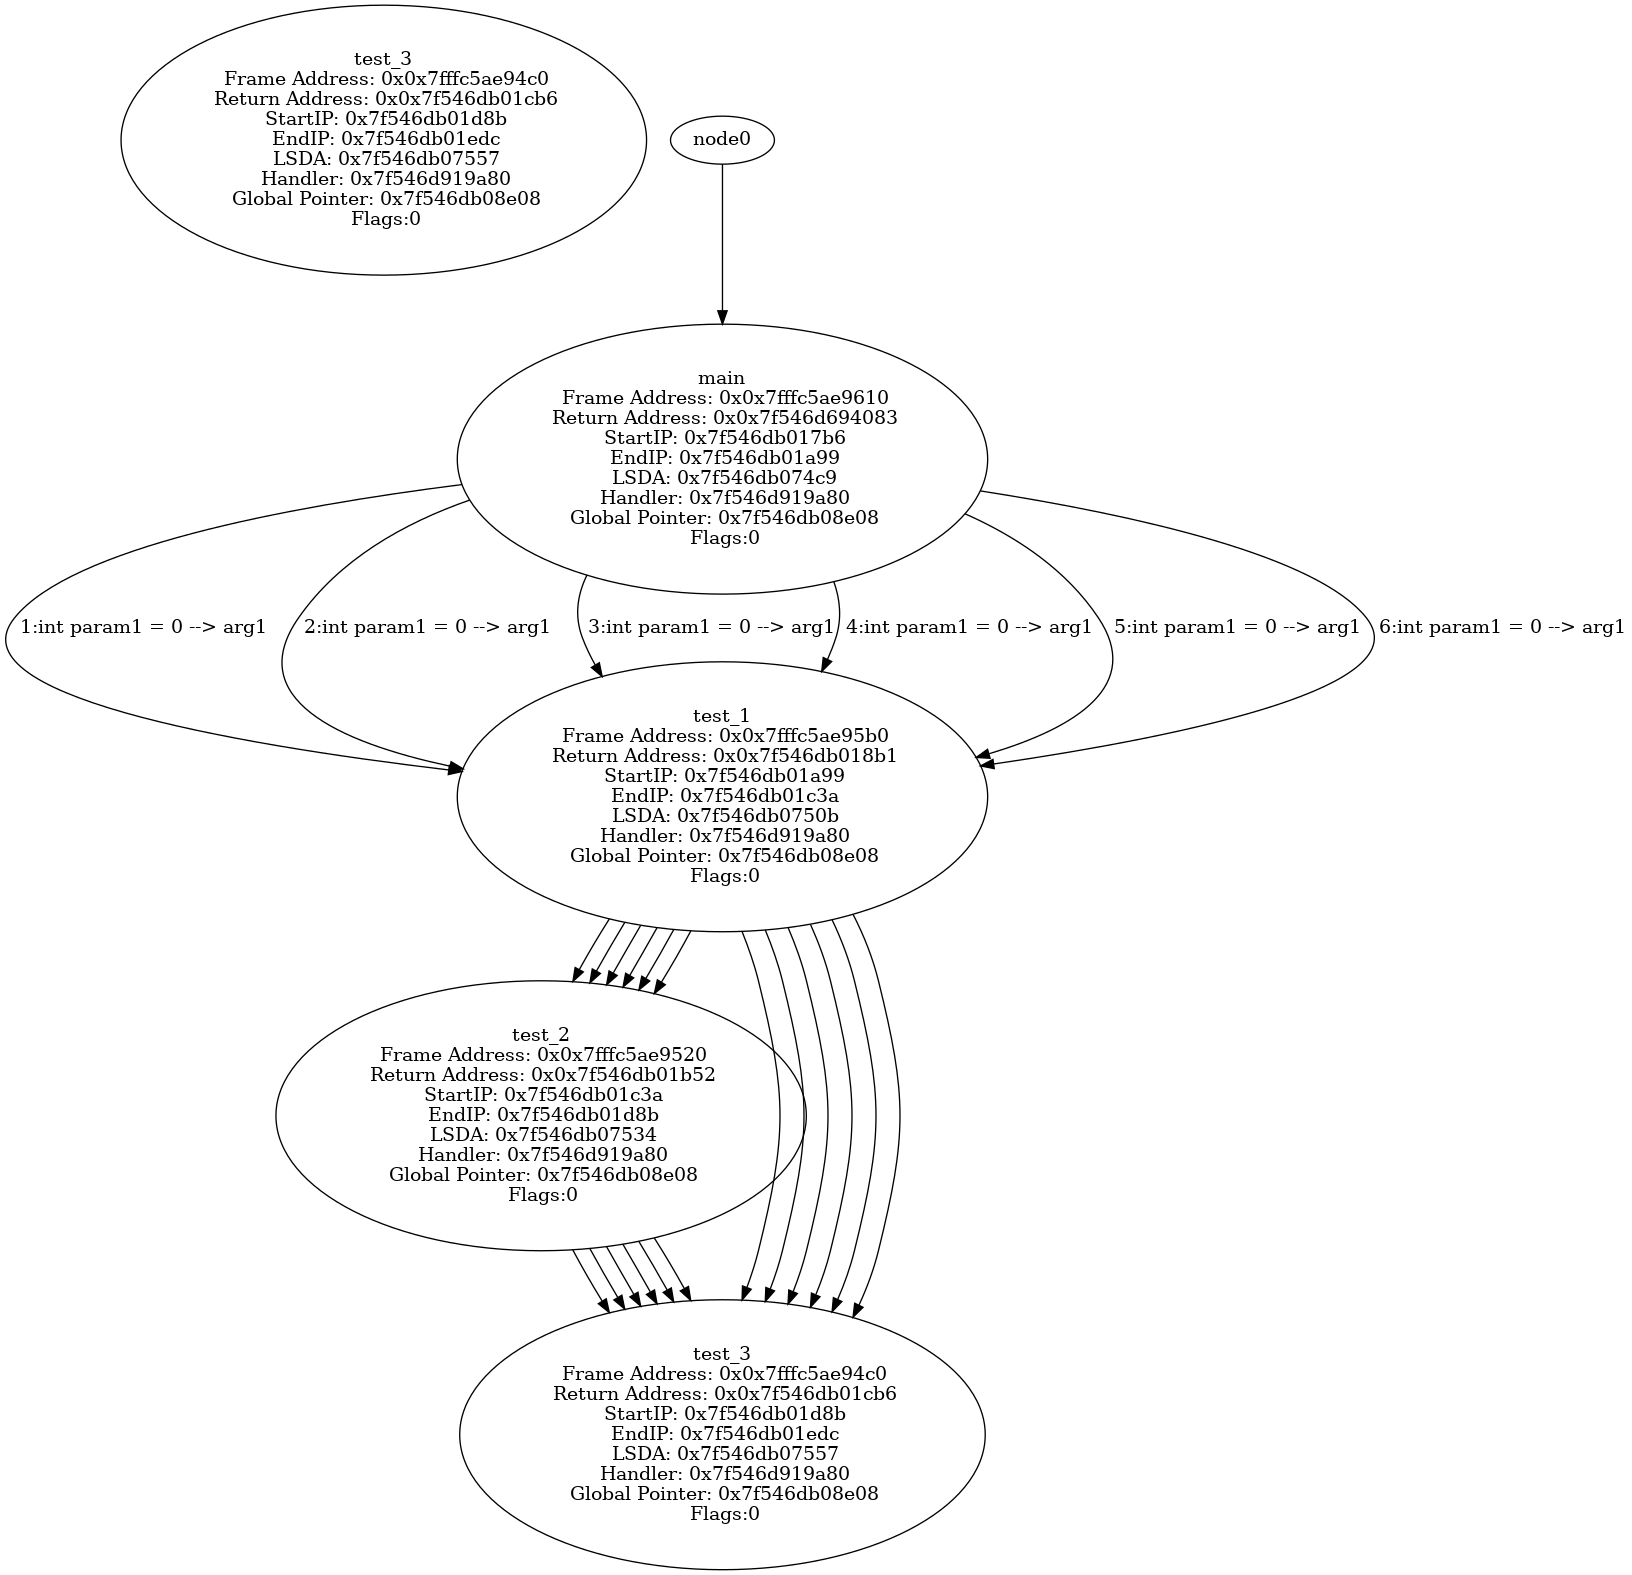 test_3
Frame Address: 0x0x7fffc5ae94c0
Return Address: 0x0x7f546db01cb6
StartIP: 0x7f546db01d8b
EndIP: 0x7f546db01edc
LSDA: 0x7f546db07557
Handler: 0x7f546d919a80
Global Pointer: 0x7f546db08e08
Flags:0
node0
main
Frame Address: 0x0x7fffc5ae9610
Return Address: 0x0x7f546d694083
StartIP: 0x7f546db017b6
EndIP: 0x7f546db01a99
LSDA: 0x7f546db074c9
Handler: 0x7f546d919a80
Global Pointer: 0x7f546db08e08
Flags:0
1:int param1 = 0 --> arg1
2:int param1 = 0 --> arg1
3:int param1 = 0 --> arg1
4:int param1 = 0 --> arg1
5:int param1 = 0 --> arg1
6:int param1 = 0 --> arg1
test_1
Frame Address: 0x0x7fffc5ae95b0
Return Address: 0x0x7f546db018b1
StartIP: 0x7f546db01a99
EndIP: 0x7f546db01c3a
LSDA: 0x7f546db0750b
Handler: 0x7f546d919a80
Global Pointer: 0x7f546db08e08
Flags:0
test_2
Frame Address: 0x0x7fffc5ae9520
Return Address: 0x0x7f546db01b52
StartIP: 0x7f546db01c3a
EndIP: 0x7f546db01d8b
LSDA: 0x7f546db07534
Handler: 0x7f546d919a80
Global Pointer: 0x7f546db08e08
Flags:0
test_3
Frame Address: 0x0x7fffc5ae94c0
Return Address: 0x0x7f546db01cb6
StartIP: 0x7f546db01d8b
EndIP: 0x7f546db01edc
LSDA: 0x7f546db07557
Handler: 0x7f546d919a80
Global Pointer: 0x7f546db08e08
Flags:0